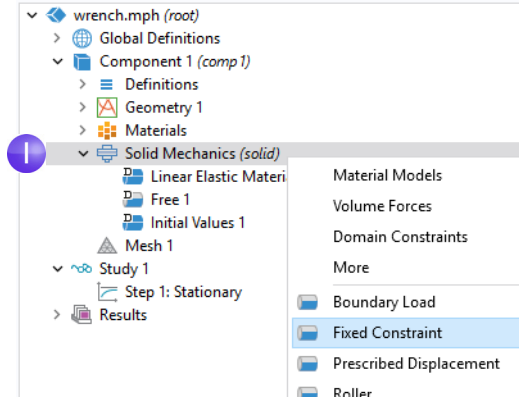 wrench.mph (root)
Global Definitions
Component 1 (comp1)
Definitions
Geometry 1
Materials
Solid Mechanics (solid)
Linear Elastic Materi
Free 1
Initial Values 1
Mesh 1
Study 1
Step 1: Stationary
Results
Material Models
Volume Forces
Domain Constraints
More
Boundary Load
Fixed Constraint
Prescribed Displacement
Roller